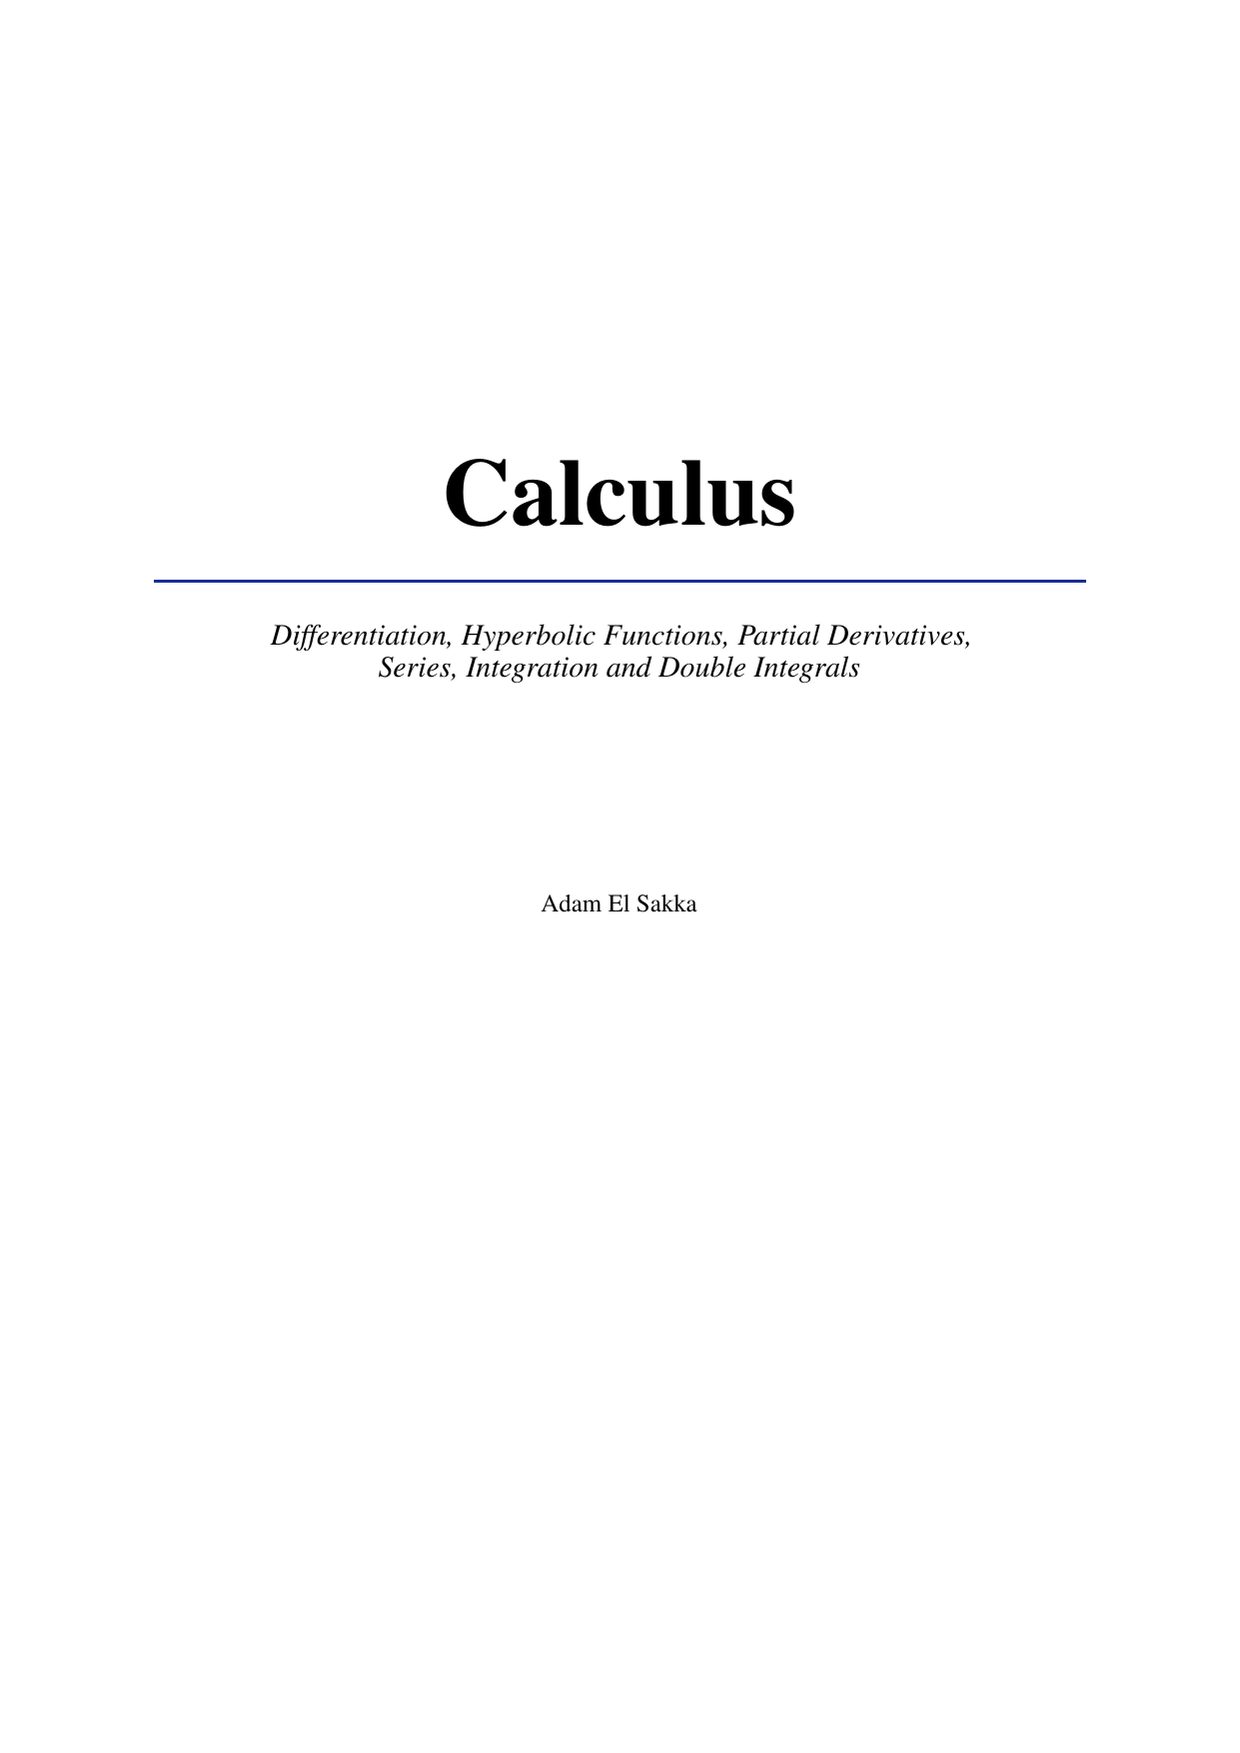 Calculus
Differentiation, Hyperbolic Functions, Partial Derivatives,
Series, Integration and Double Integrals
Adam El Sakka